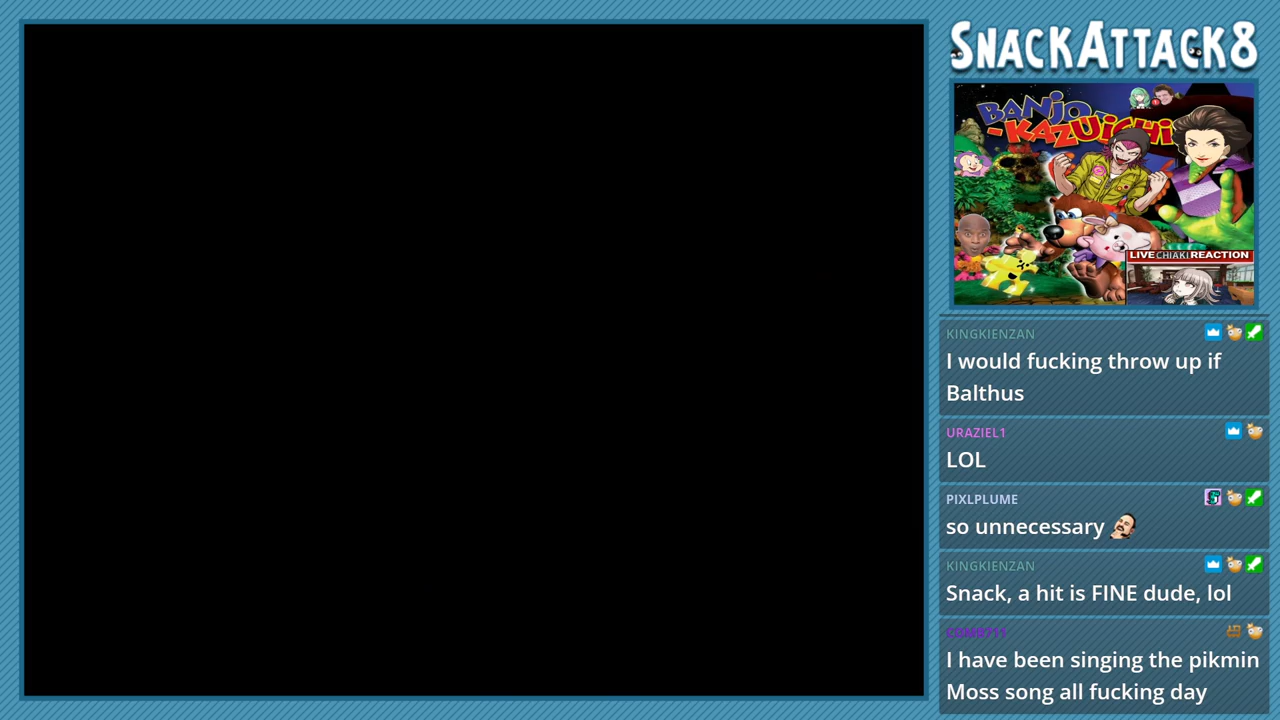 SNACKATTACK8
BANJO
-KAZUICHI
LIVE CHIAKI REACTION
KINGKIENZAN
I would fucking throw up if
Balthus
URAZIEL1
LOL
PIXLPLUME
so unnecessary
KINGKIENZAN
Snack, a hit is FINE dude, lol
I have been singing the pikmin
Moss song all fucking day